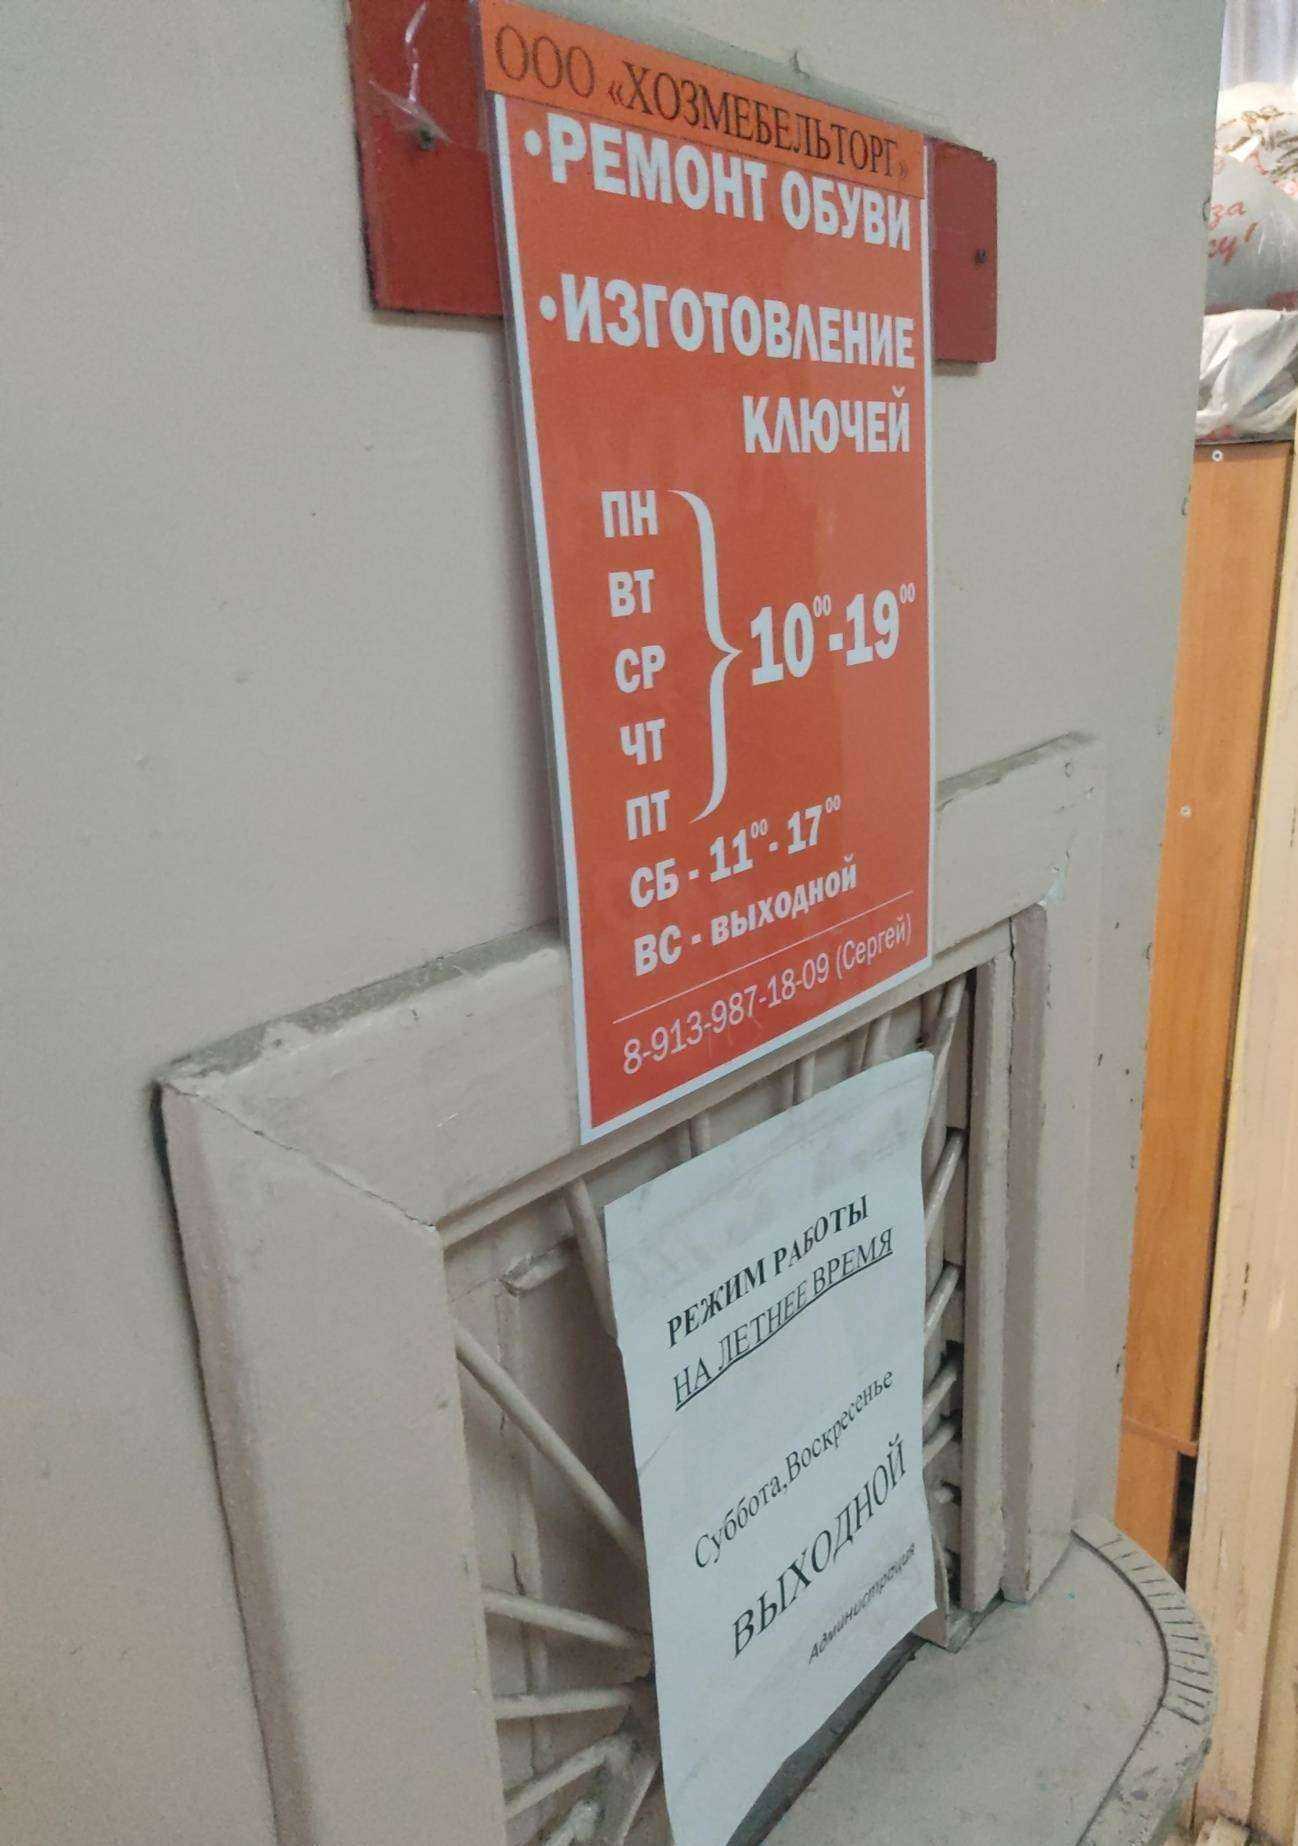 ООО «ХОЗМЕБЕЛЬТОРГ»
•РЕМОНТ ОБУВИ
•ИЗГОТОВЛЕНИЕ
КЛЮЧЕЙ
ПН
ВТ
СР
ЧТ
ПТ
10⁰⁰-19⁰⁰
СБ - 11⁰⁰- 17⁰⁰
ВС - ВЫХОДНОЙ
8-913-987-18-09 (Сергей)
РЕЖИМ РАБОТЫ
НА ЛЕТНЕЕ ВРЕМЯ
Суббота,Воскресенье
ВЫХОДНОЙ
Администрация
за